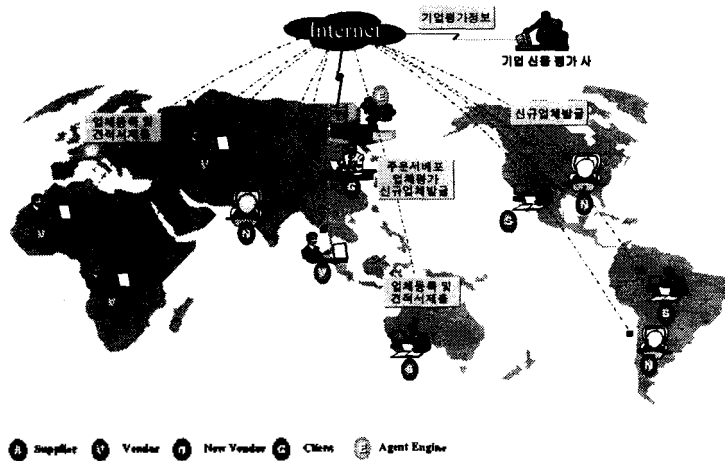 기업평가정보
Internet
기업 신용 평가 사
업체등록 및
견적서제출
신규업체발굴
E
V
주문서배포
업체평가
신규업체발굴
C
N
N
S
V
V
V
업체등록 및
견적서제출
S
S
N
S Supplier V Vendor n New Vendor C Client E Agent Engine